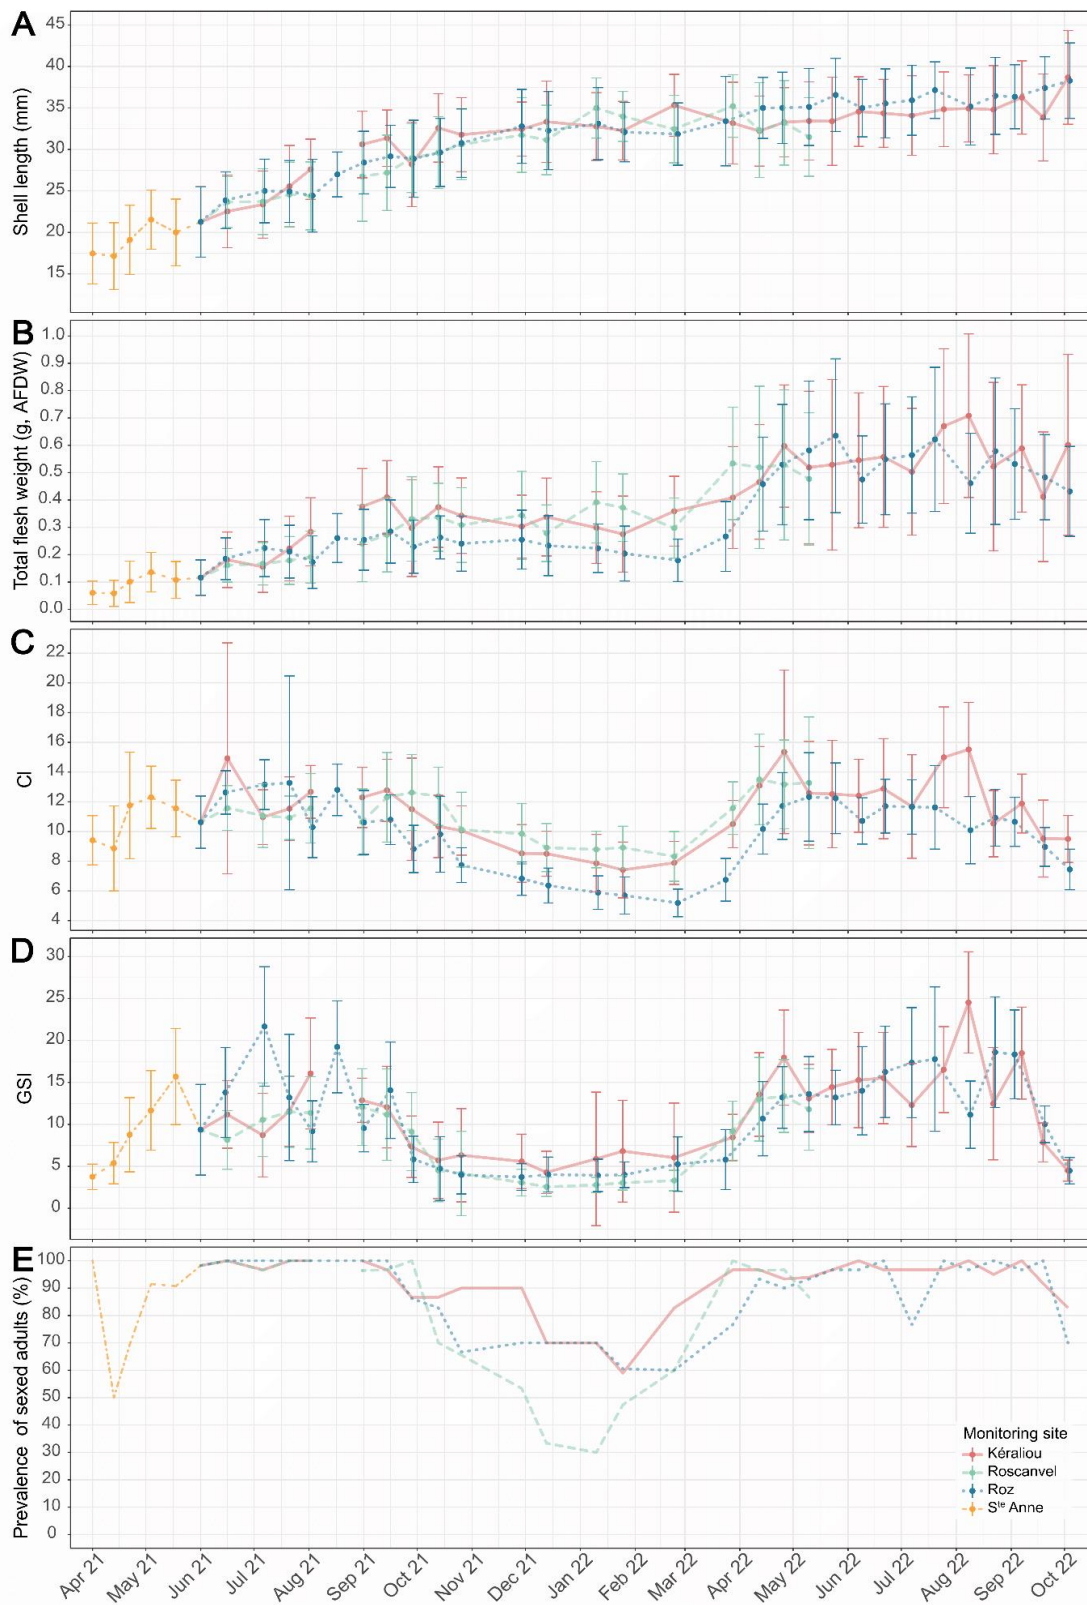 A
Shell length (mm)
45
40
35
30
25
20
15
B
Total flesh weight (g, AFDW)
1.0
0.9
0.8
0.7
0.6
0.5
0.4
0.3
0.2
0.1
0.0
C
CI
22
20
18
16
14
12
10
8
6
4
D
GSI
30
25
20
15
10
5
0
E
Prevalence of sexed adults (%)
100
90
80
70
60
50
40
30
20
10
0
Monitoring site
Kéraliou
Roscanvel
Roz
Ste Anne
Apr 21
May 21
Jun 21
Jul 21
Aug 21
Sep 21
Oct 21
Nov 21
Dec 21
Jan 22
Feb 22
Mar 22
Apr 22
May 22
Jun 22
Jul 22
Aug 22
Sep 22
Oct 22